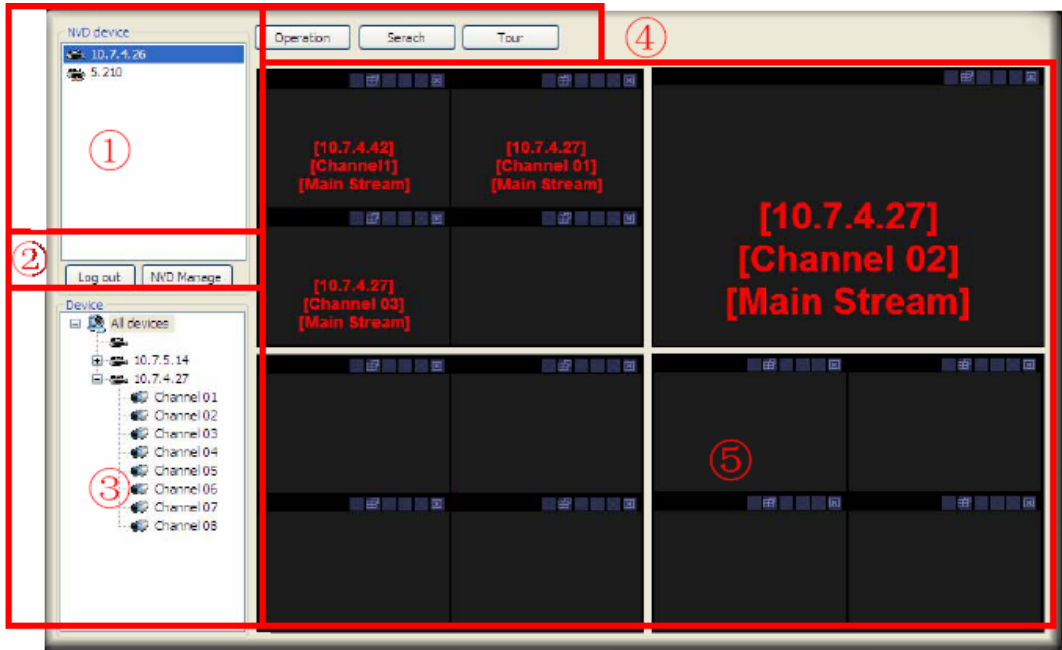 NVD device
10.7.4.26
5.210
①
②
Log out NVD Manage
Device
All devices
10.7.5.14
10.7.4.27
Channel 01
Channel 02
Channel 03
Channel 04
Channel 05
Channel 06
Channel 07
Channel 08
③
Operation Serach Tour
④
[10.7.4.42]
[Channel1]
[Main Stream]
[10.7.4.27]
[Channel 01]
[Main Stream]
[10.7.4.27]
[Channel 03]
[Main Stream]
[10.7.4.27]
[Channel 02]
[Main Stream]
⑤